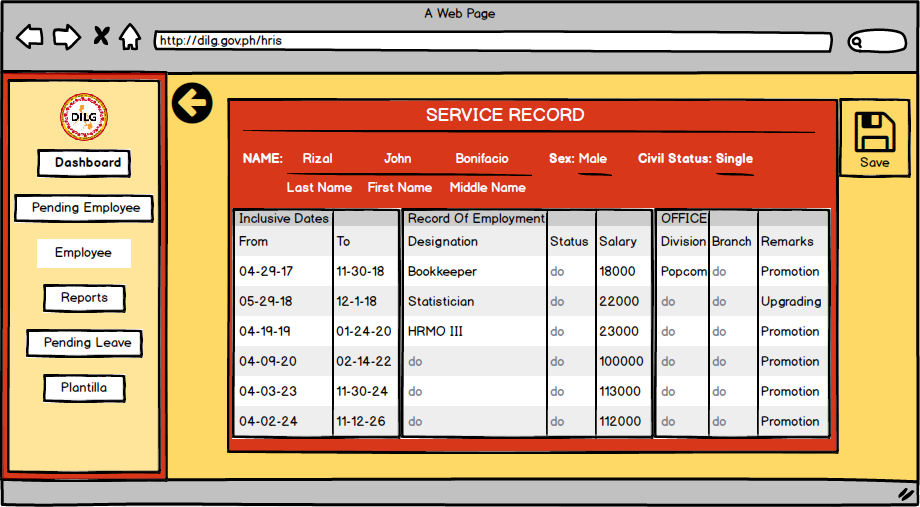 A Web Page
http://dilg.gov.ph/hris
DILG
Dashboard
Pending Employee
Employee
Reports
Pending Leave
Plantilla
SERVICE RECORD
NAME: Rizal John Bonifacio Sex: Male Civil Status: Single
Last Name First Name Middle Name
Save
Inclusive Dates Record Of Employment OFFICE
From To Designation Status Salary Division Branch Remarks
04-29-17 11-30-18 Bookkeeper do 18000 Popcom do Promotion
05-29-18 12-1-18 Statistician do 22000 do do Upgrading
04-19-19 01-24-20 HRMO III do 23000 do do Promotion
04-09-20 02-14-22 do do 100000 do do Promotion
04-03-23 11-30-24 do do 113000 do do Promotion
04-02-24 11-12-26 do do 112000 do do Promotion